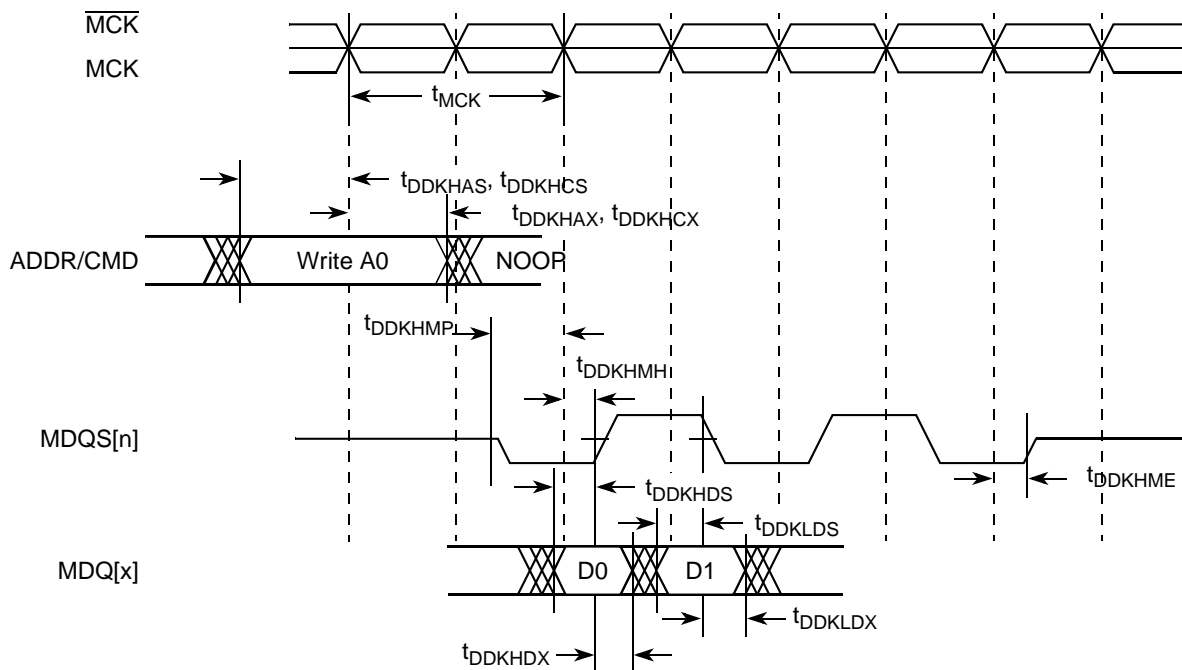 MCK
MCK
tMCK
tDDKHAS, tDDKHCS
tDDKHAX, tDDKHCX
ADDR/CMD Write A0 NOOP
tDDKHMP
tDDKHMH
MDQS[n]
tDDKHME
tDDKHDS
tDDKLDS
MDQ[x] D0 D1
tDDKLDX
tDDKHDX